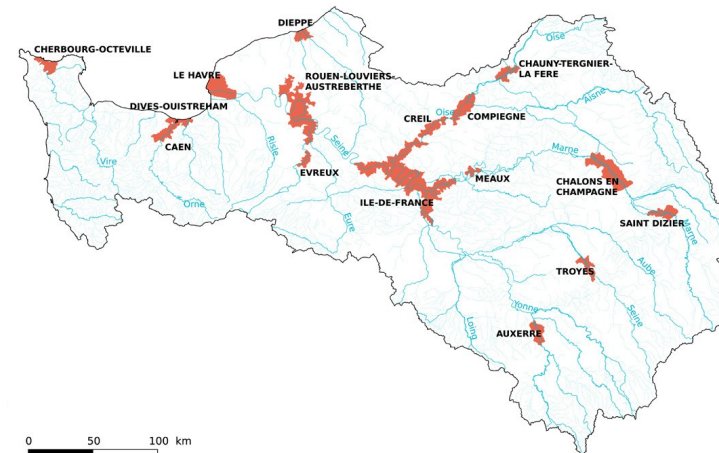 DIEPPE
Oise
CHERBOURG-OCTEVILLE
CHAUNY-TERGNIER-
LA FERE
LE HAVRE
ROUEN-LOUVIERS-
AUSTREBERTHE
Aisne
DIVES-OUISTREHAM
Oise
COMPIEGNE
CREIL
CAEN
Risle
Seine
Marne
Vire
EVREUX
MEAUX
CHALONS EN
CHAMPAGNE
Orne
ILE-DE-FRANCE
Eure
SAINT DIZIER
Marne
TROYES
Aube
Yonne
Seine
Loing
AUXERRE
0 50 100 km